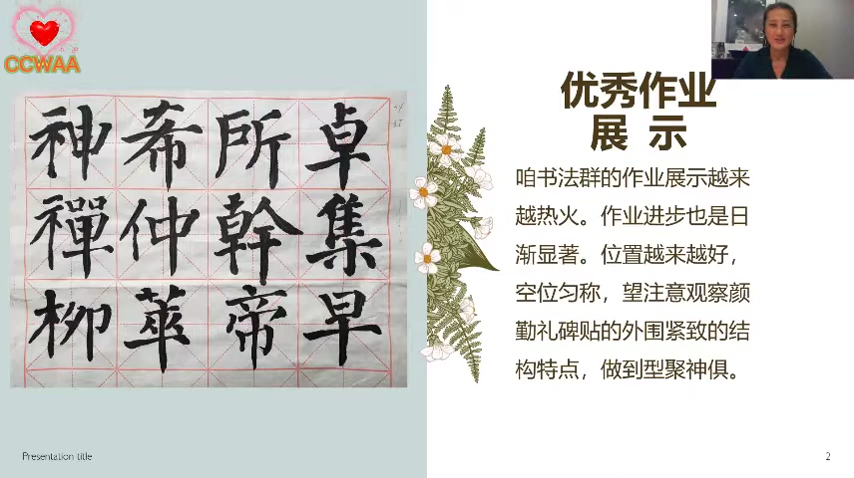 CCWAA
神希所卓
禪仲幹集
柳華帝早
优秀作业
展 示
咱书法群的作业展示越来
越热火。作业进步也是日
渐显著。位置越来越好，
空位匀称，望注意观察颜
勤礼碑贴的外围紧致的结
构特点，做到型聚神俱。
Presentation title
2